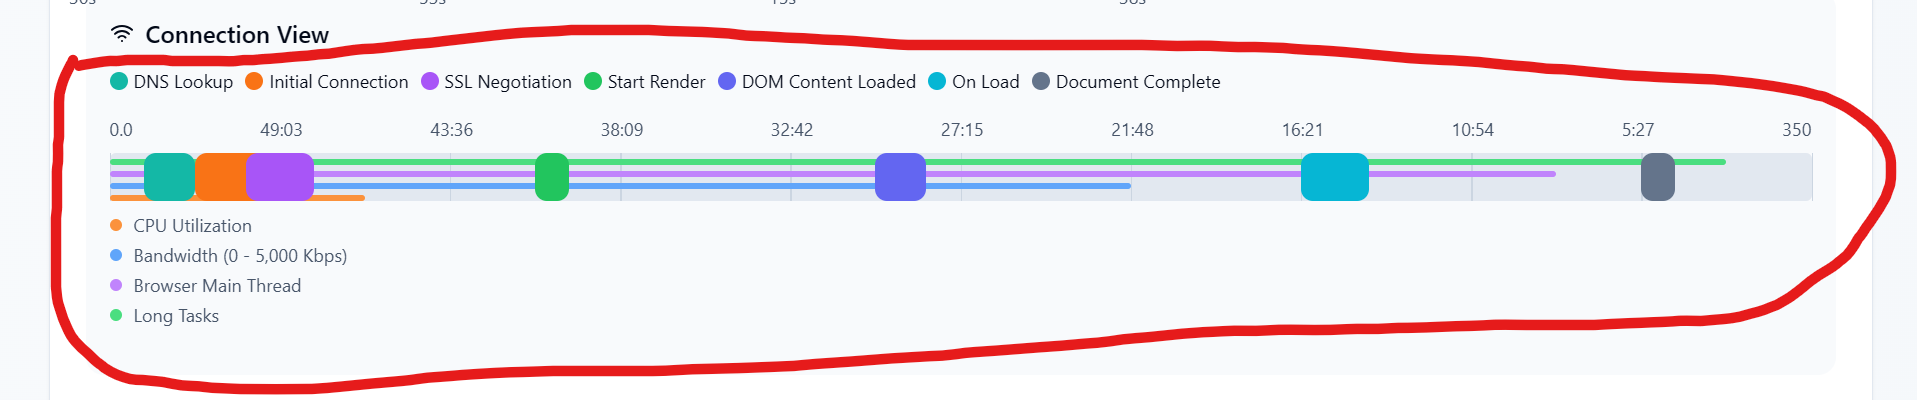 Connection View
DNS Lookup Initial Connection SSL Negotiation Start Render DOM Content Loaded On Load Document Complete
0.0 49:03 43:36 38:09 32:42 27:15 21:48 16:21 10:54 5:27 350
CPU Utilization
Bandwidth (0 - 5,000 Kbps)
Browser Main Thread
Long Tasks